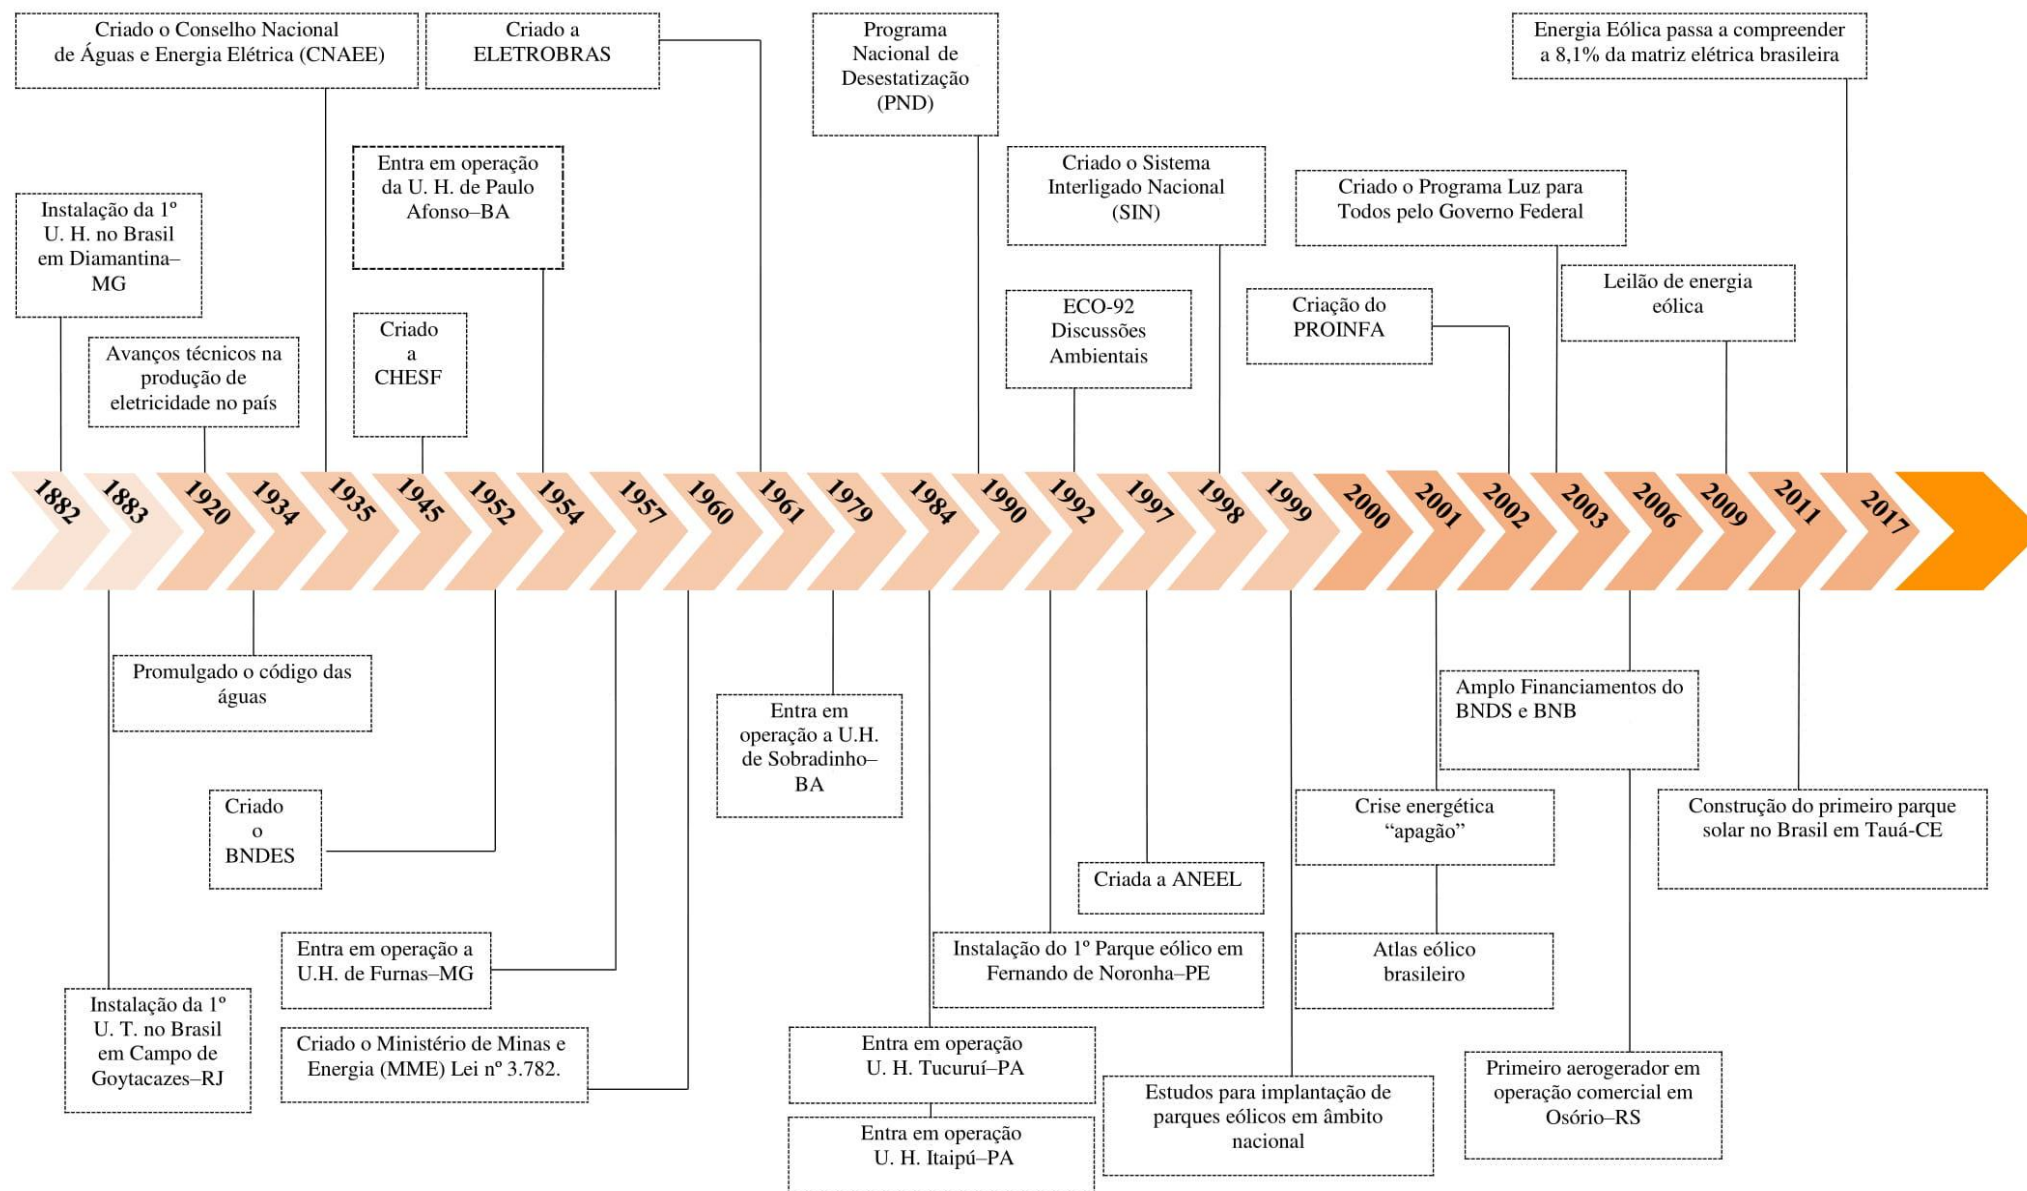 Criado o Conselho Nacional
de Águas e Energia Elétrica (CNAEE)
Criado a
ELETROBRAS
Programa
Nacional de
Desestatização
(PND)
Energia Eólica passa a compreender
a 8,1% da matriz elétrica brasileira
Entra em operação
da U. H. de Paulo
Afonso–BA
Criado o Sistema
Interligado Nacional
(SIN)
Criado o Programa Luz para
Todos pelo Governo Federal
Instalação da 1º
U. H. no Brasil
em Diamantina–
MG
Leilão de energia
eólica
ECO-92
Discussões
Ambientais
Criação do
PROINFA
Criado
a
CHESF
Avanços técnicos na
produção de
eletricidade no país
1882
1883
1920
1934
1935
1945
1952
1954
1957
1960
1961
1979
1984
1990
1992
1997
1998
1999
2000
2001
2002
2003
2006
2009
2011
2017
Promulgado o código das
águas
Amplo Financiamentos do
BNDS e BNB
Entra em
operação a U.H.
de Sobradinho–
BA
Criado
o
BNDES
Crise energética
“apagão”
Construção do primeiro parque
solar no Brasil em Tauá-CE
Criada a ANEEL
Entra em operação a
U.H. de Furnas–MG
Instalação do 1º Parque eólico em
Fernando de Noronha–PE
Atlas eólico
brasileiro
Instalação da 1º
U. T. no Brasil
em Campo de
Goytacazes–RJ
Criado o Ministério de Minas e
Energia (MME) Lei nº 3.782.
Entra em operação
U. H. Tucuruí–PA
Primeiro aerogerador em
operação comercial em
Osório–RS
Estudos para implantação de
parques eólicos em âmbito
nacional
Entra em operação
U. H. Itaipú–PA